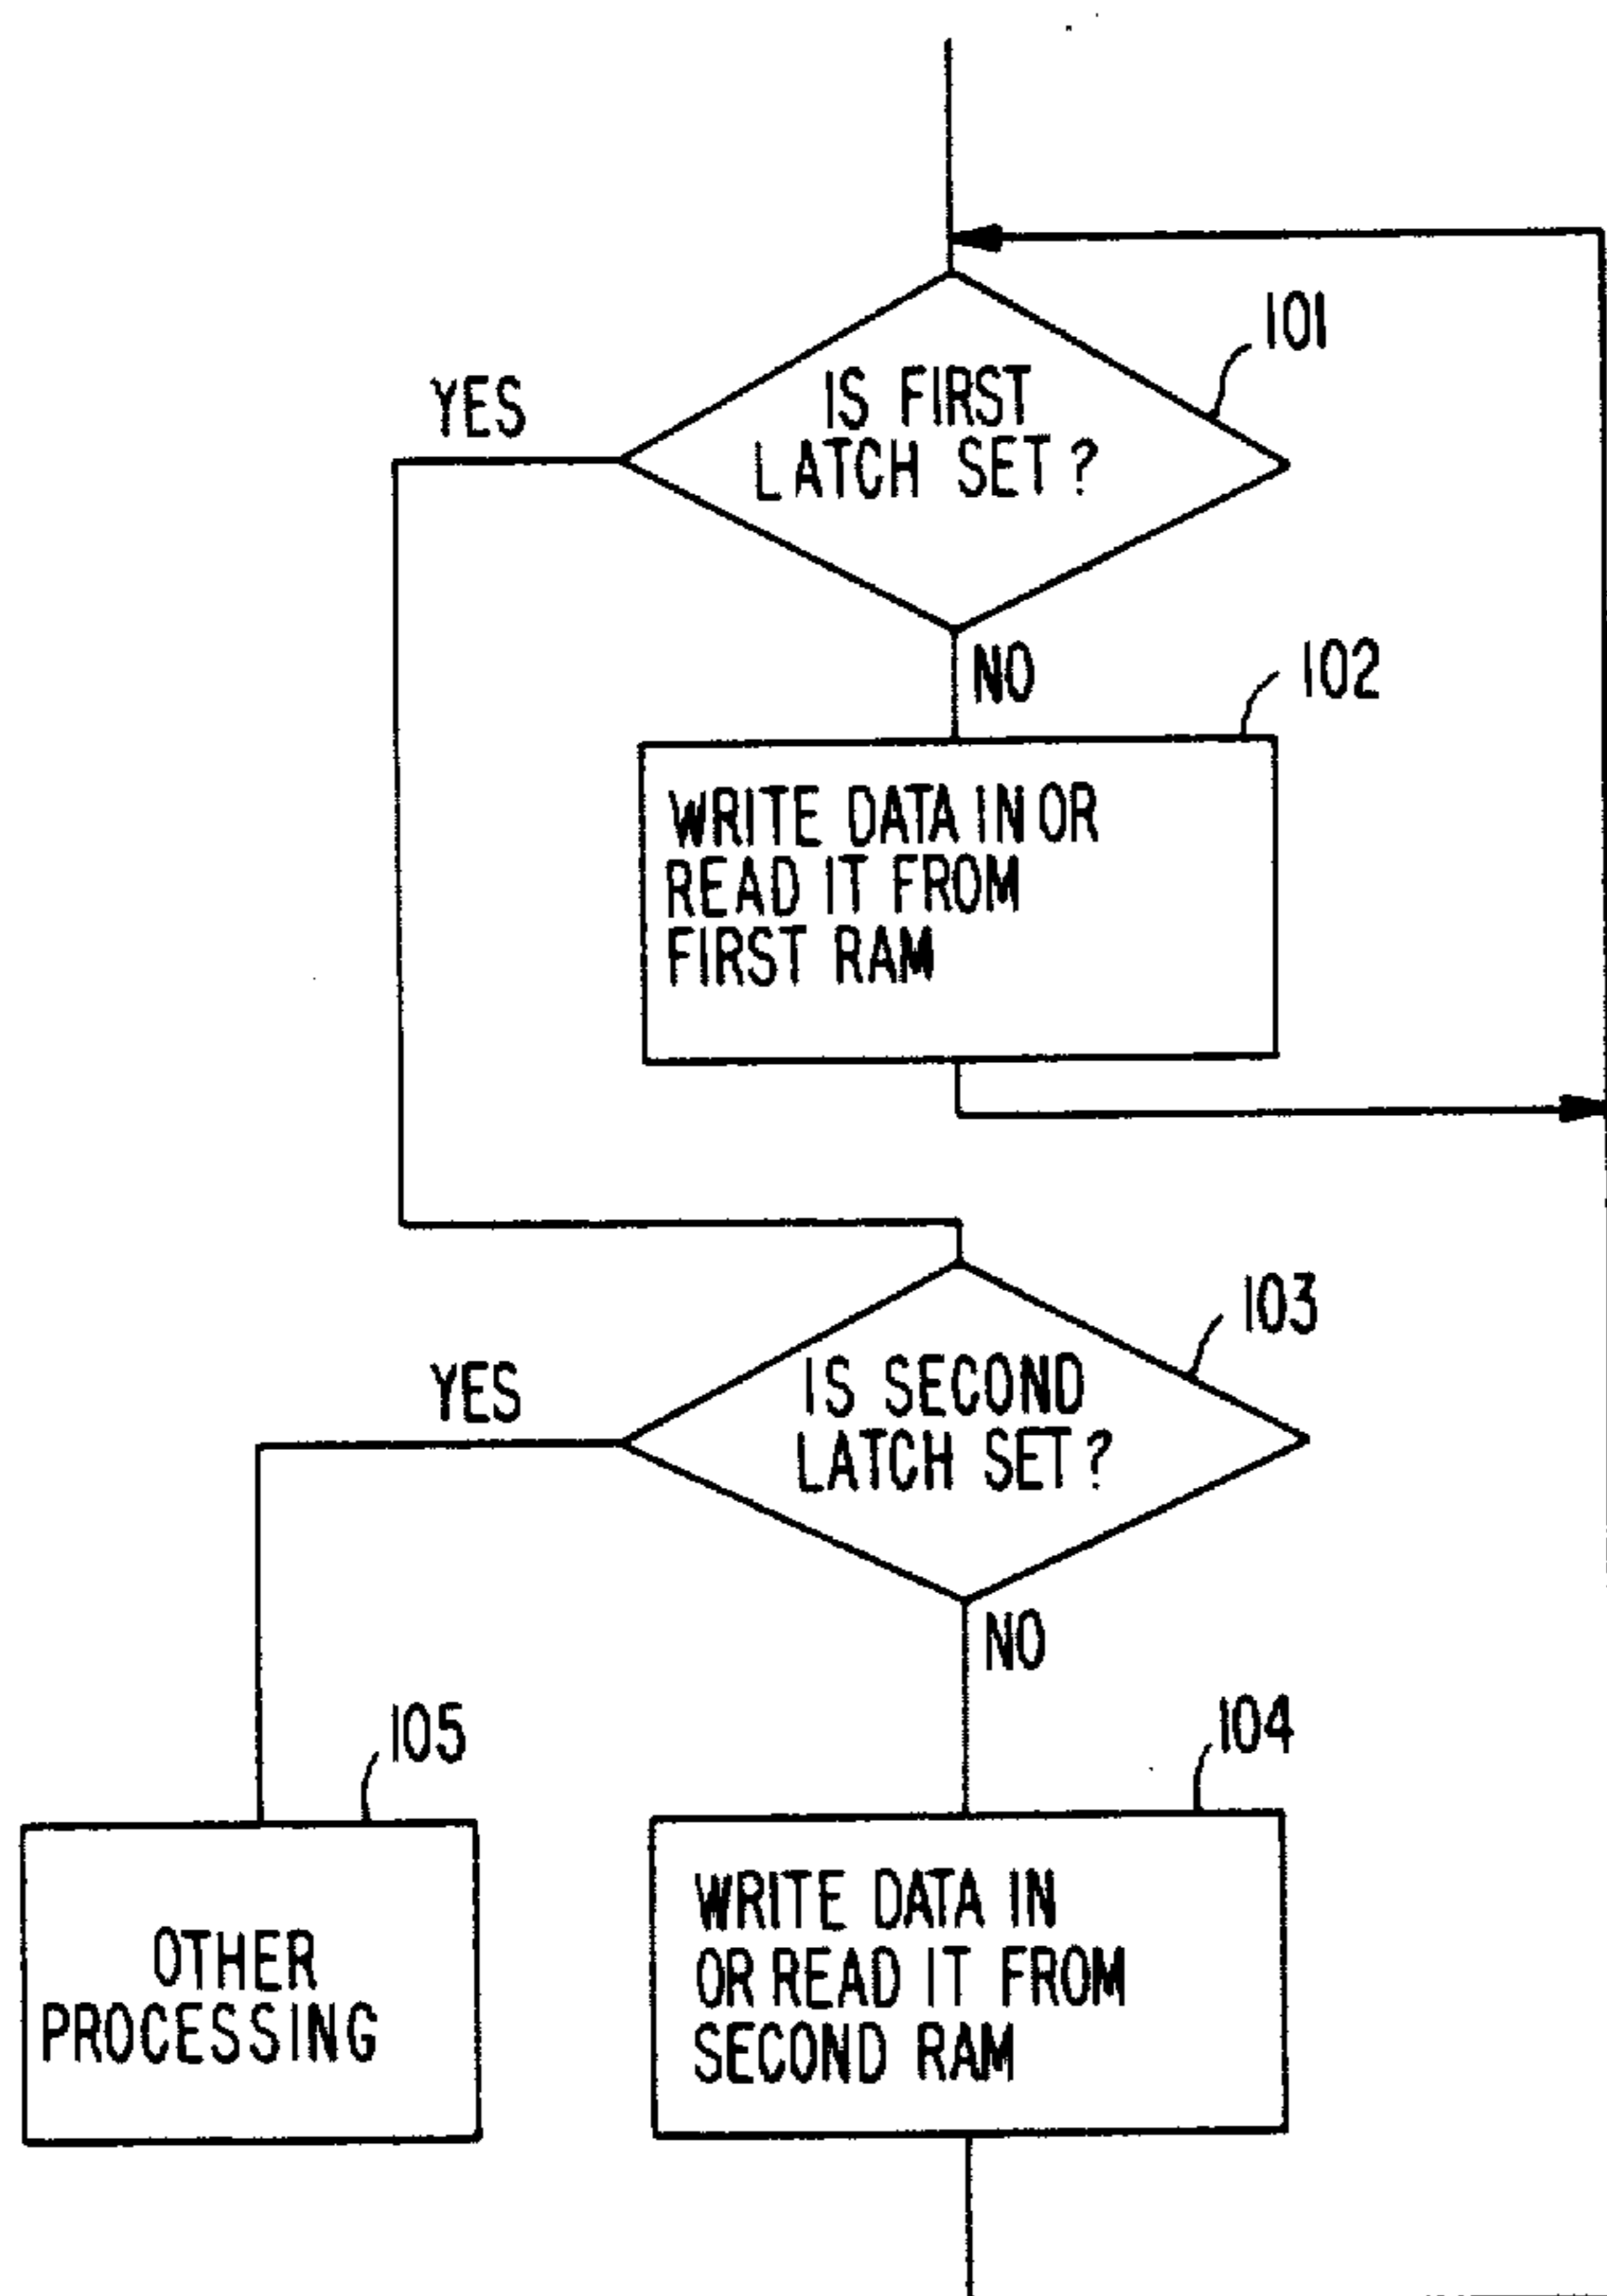 101
YES
IS FIRST
LATCH SET?
NO
102
WRITE DATA IN OR
READ IT FROM
FIRST RAM
103
YES
IS SECOND
LATCH SET?
NO
105
104
OTHER
PROCESSING
WRITE DATA IN
OR READ IT FROM
SECOND RAM